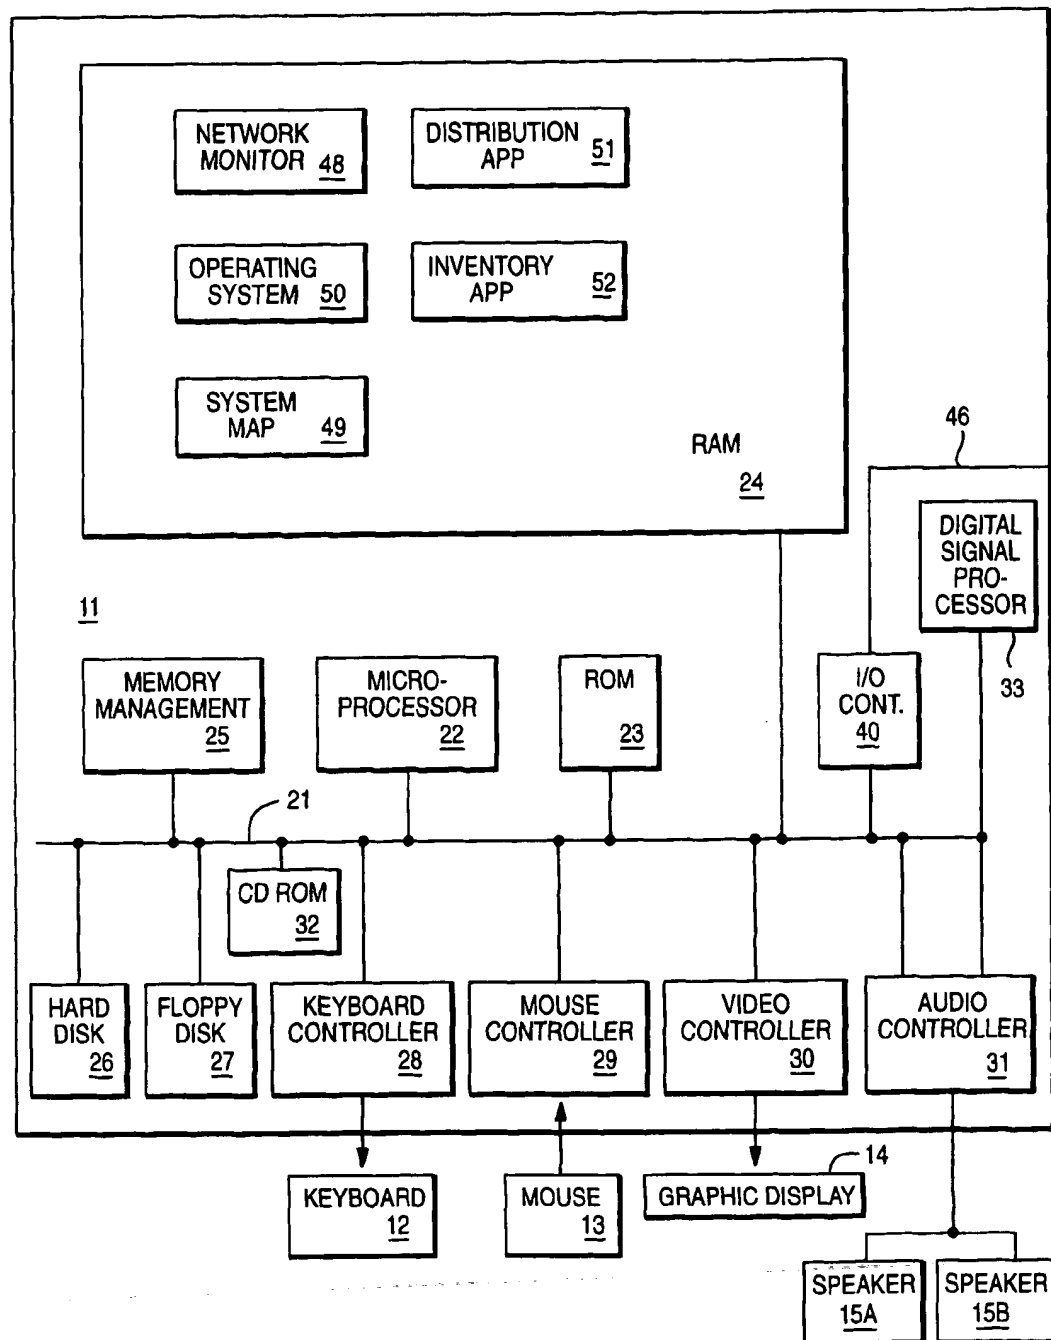 NETWORK
MONITOR 48
DISTRIBUTION
APP 51
OPERATING
SYSTEM 50
INVENTORY
APP 52
SYSTEM
MAP 49
RAM
24
46
DIGITAL
SIGNAL
PRO-
CESSOR
33
11
MEMORY
MANAGEMENT
25
MICRO-
PROCESSOR
22
ROM
23
I/O
CONT.
40
21
CD ROM
32
HARD
DISK
26
FLOPPY
DISK
27
KEYBOARD
CONTROLLER
28
MOUSE
CONTROLLER
29
VIDEO
CONTROLLER
30
AUDIO
CONTROLLER
31
KEYBOARD
12
MOUSE
13
14
GRAPHIC DISPLAY
SPEAKER
15A
SPEAKER
15B